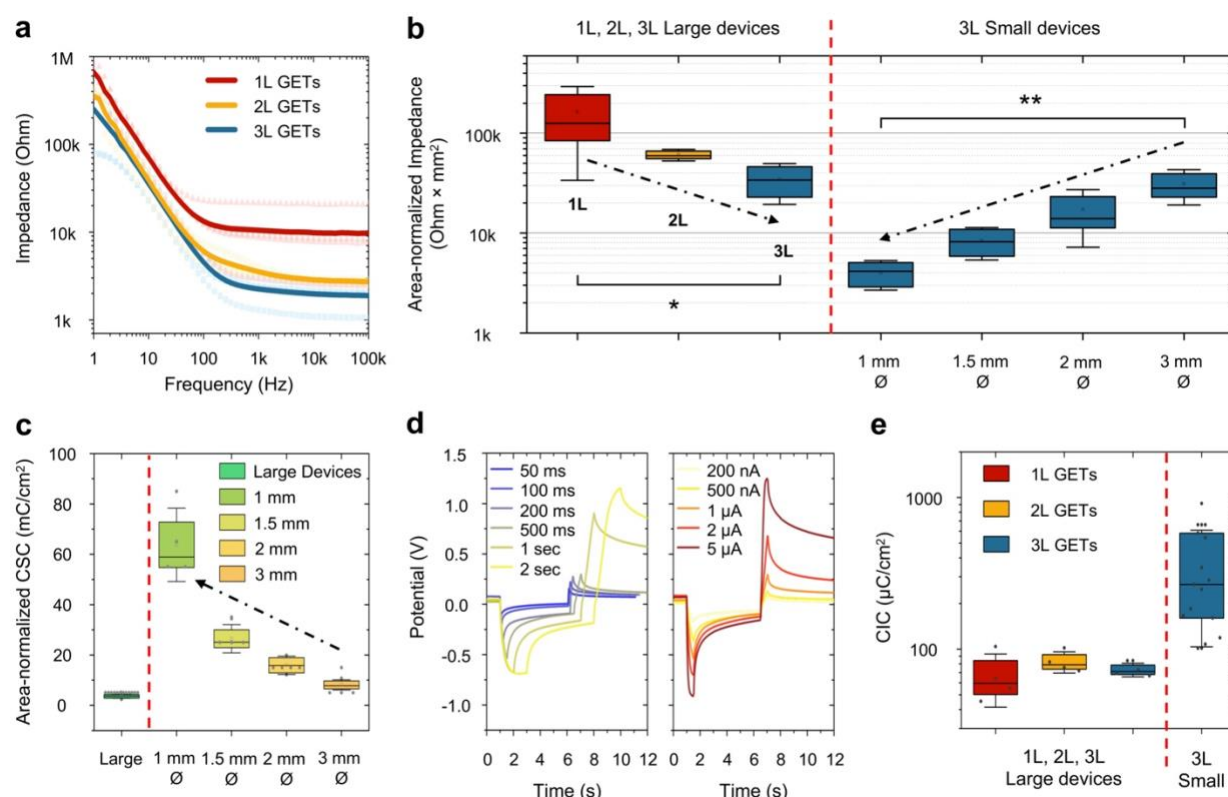 a
1M
100k
10k
1k
Impedance (Ohm)
1L GETs
2L GETs
3L GETs
1 10 100 1k 10k 100k
Frequency (Hz)
b
1L, 2L, 3L Large devices
3L Small devices
Area-normalized Impedance
(Ohm × mm²)
100k
10k
1k
1L
2L
3L
*
**
1 mm 1.5 mm 2 mm 3 mm
Ø Ø Ø Ø
c
Area-normalized CSC (mC/cm²)
100
80
60
40
20
0
Large Devices
1 mm
1.5 mm
2 mm
3 mm
Large 1 mm 1.5 mm 2 mm 3 mm
Ø Ø Ø Ø
d
Potential (V)
1.5
1.0
0.5
0.0
-0.5
-1.0
50 ms
100 ms
200 ms
500 ms
1 sec
2 sec
0 2 4 6 8 10 12
Time (s)
200 nA
500 nA
1 µA
2 µA
5 µA
0 2 4 6 8 10 12
Time (s)
e
CIC (µC/cm²)
1000
100
1L GETs
2L GETs
3L GETs
1L, 2L, 3L
Large devices
3L
Small